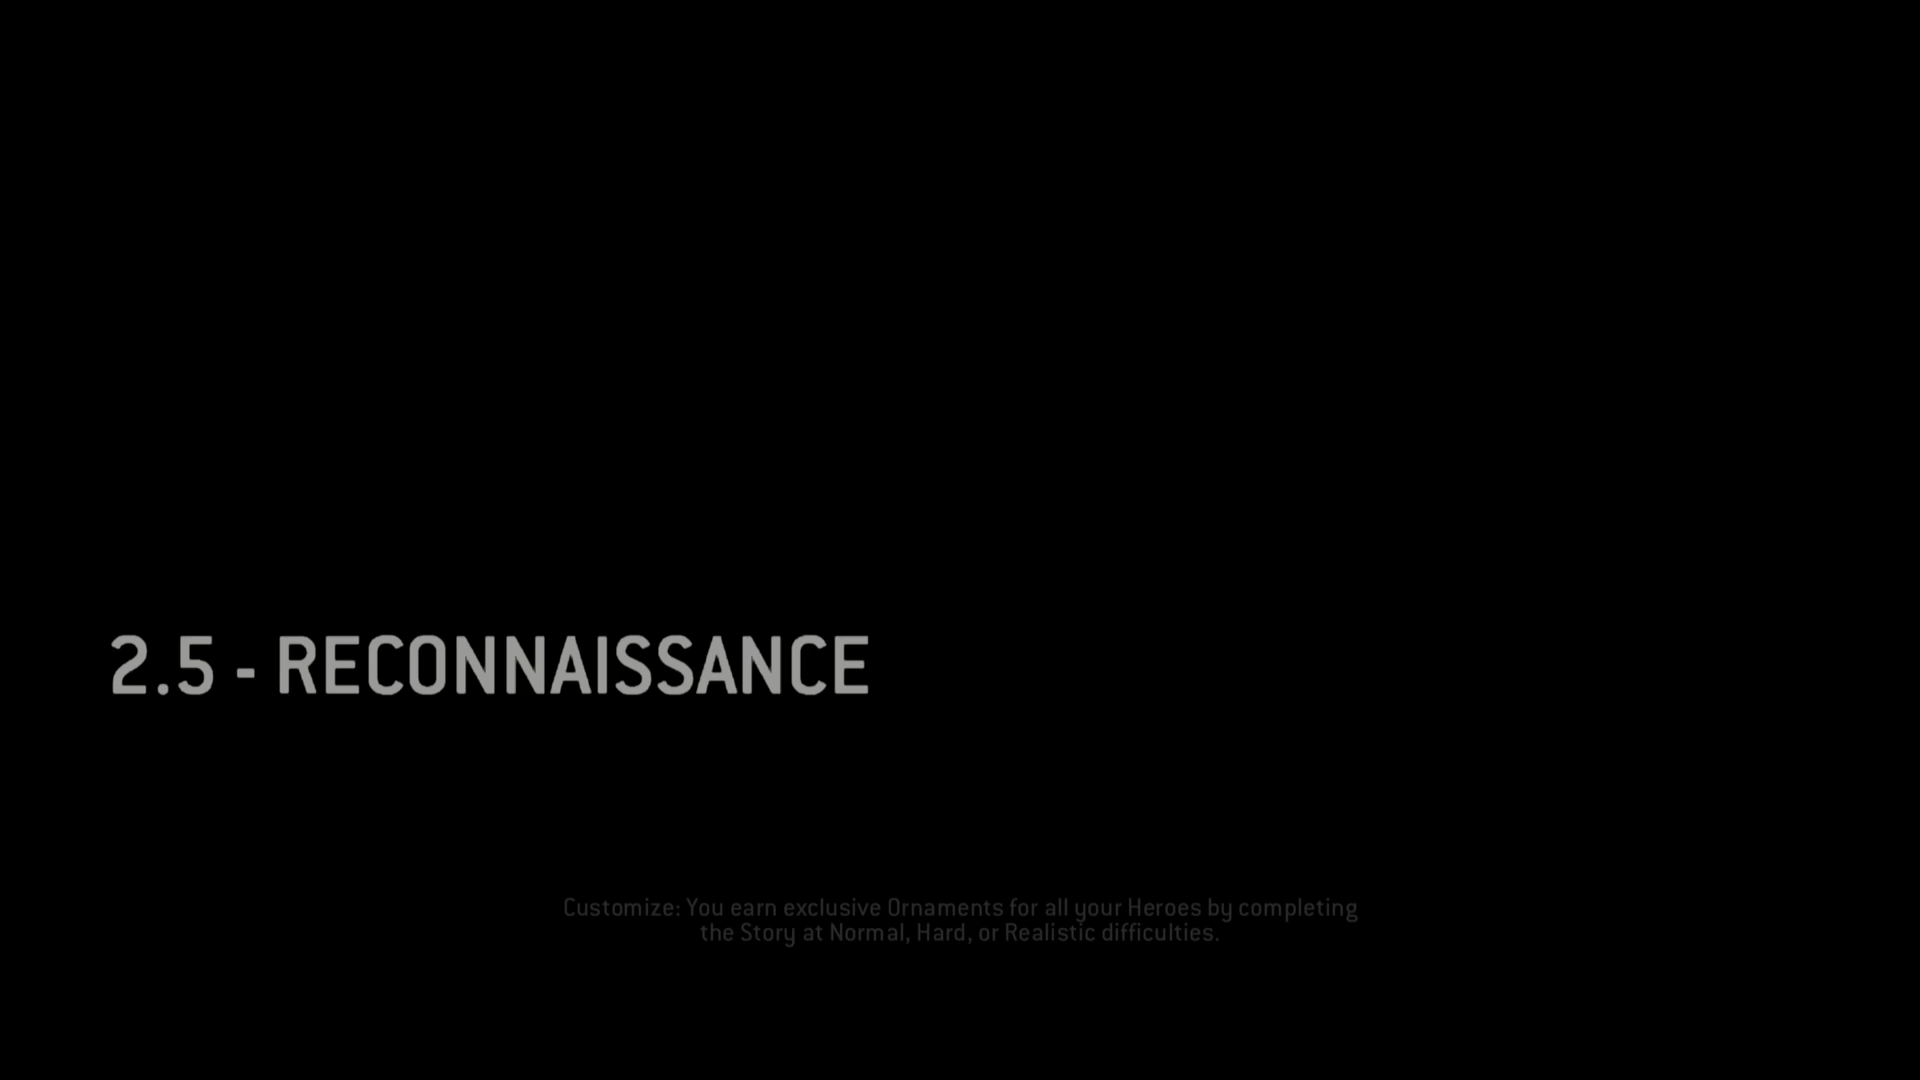 2.5 - RECONNAISSANCE
Customize: You earn exclusive Ornaments for all your Heroes by completing
the Story at Normal, Hard, or Realistic difficulties.